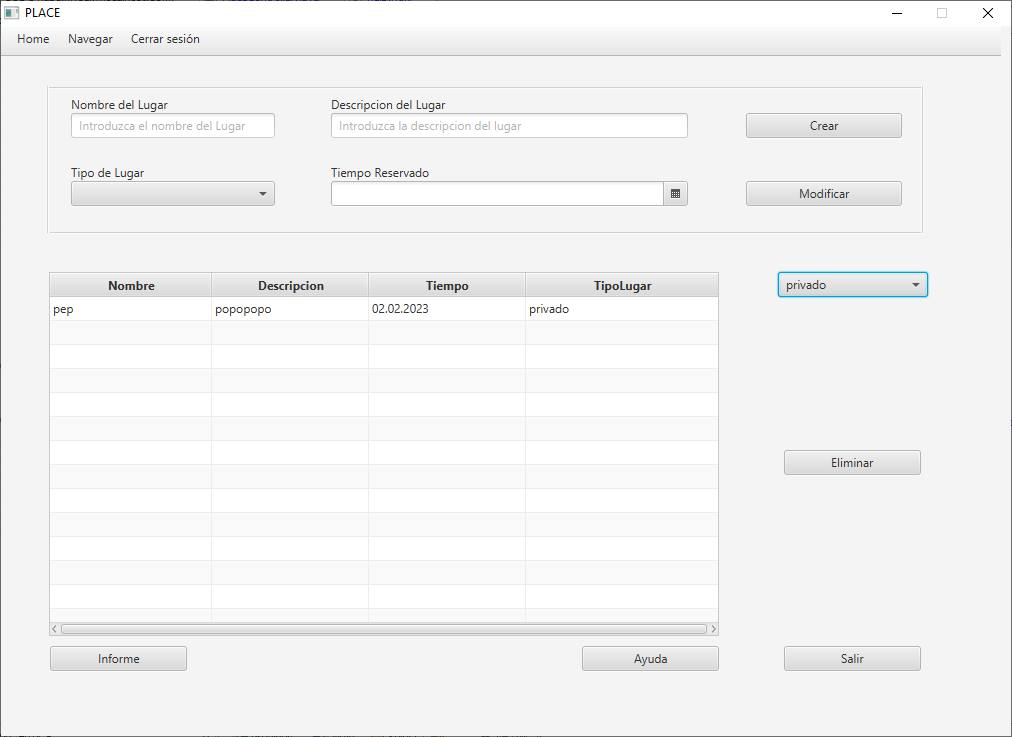 PLACE
Home Navegar Cerrar sesión
Nombre del Lugar Descripcion del Lugar
Introduzca el nombre del Lugar Introduzca la descripcion del lugar Crear
Tipo de Lugar Tiempo Reservado
Modificar
Nombre Descripcion Tiempo TipoLugar privado
pep popopopo 02.02.2023 privado
Eliminar
Informe Ayuda Salir